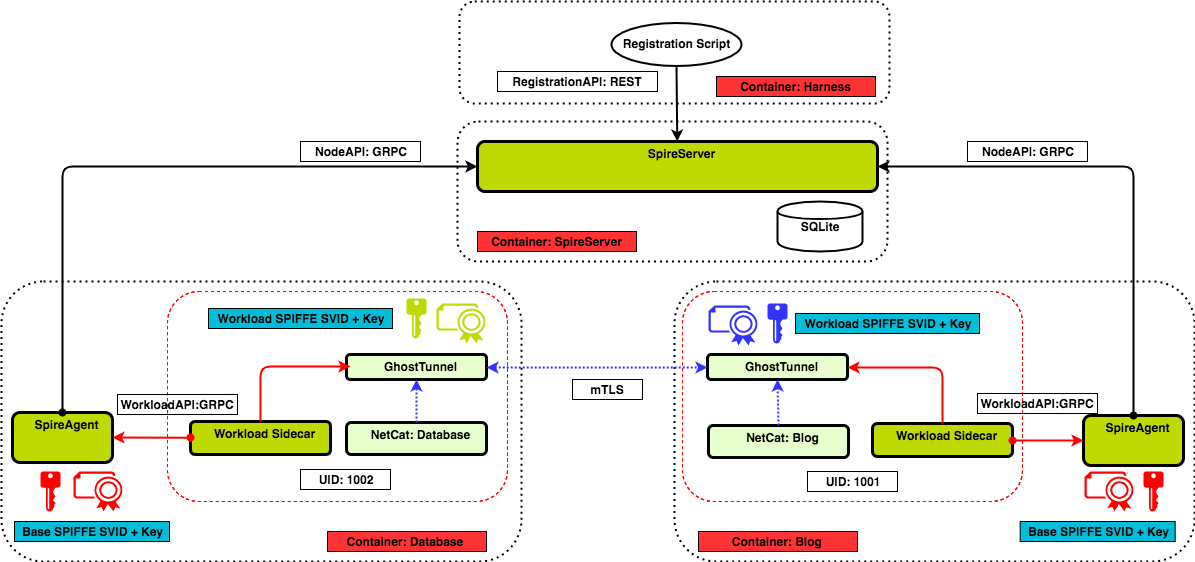 Registration Script
RegistrationAPI: REST
Container: Harness
NodeAPI: GRPC
SpireServer
NodeAPI: GRPC
SQLite
Container: SpireServer
Workload SPIFFE SVID + Key
Workload SPIFFE SVID + Key
GhostTunnel
GhostTunnel
mTLS
WorkloadAPI:GRPC
WorkloadAPI:GRPC
SpireAgent
Workload Sidecar
NetCat: Database
NetCat: Blog
Workload Sidecar
SpireAgent
UID: 1002
UID: 1001
Base SPIFFE SVID + Key
Container: Database
Container: Blog
Base SPIFFE SVID + Key